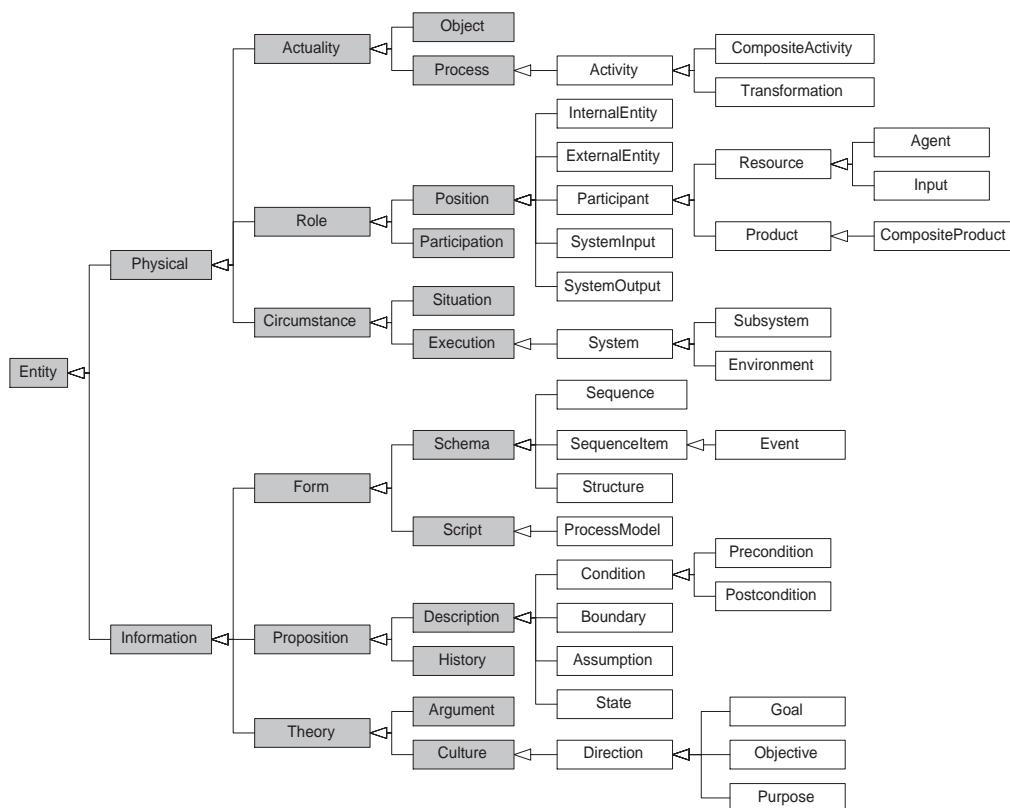 Object
Actuality
CompositeActivity
Process
Activity
Transformation
InternalEntity
Agent
ExternalEntity
Resource
Input
Position
Participant
Role
Participation
SystemInput
Product
CompositeProduct
Physical
SystemOutput
Situation
Circumstance
Subsystem
Execution
System
Environment
Entity
Sequence
Schema
SequenceItem
Event
Form
Structure
Script
ProcessModel
Precondition
Condition
Postcondition
Description
Boundary
Information
Proposition
History
Assumption
State
Argument
Goal
Theory
Culture
Direction
Objective
Purpose